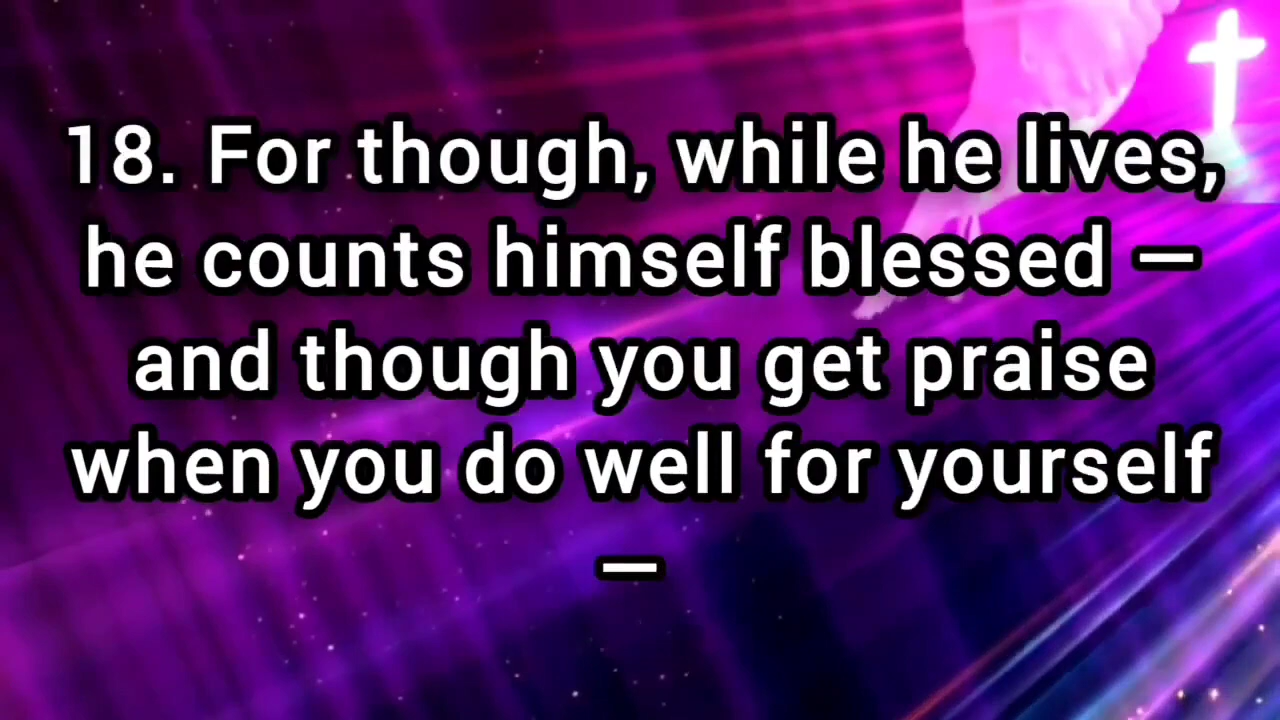 18. For though, while he lives,
he counts himself blessed —
and though you get praise
when you do well for yourself
—